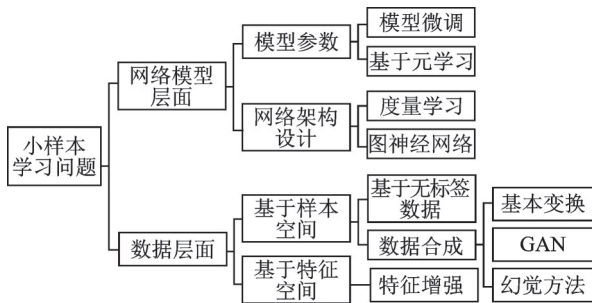 小样本
学习问题
网络模型
层面
模型参数
模型微调
基于元学习
网络架构
设计
度量学习
图神经网络
数据层面
基于样本
空间
基于无标签
数据
数据合成
基本变换
GAN
幻觉方法
基于特征
空间
特征增强